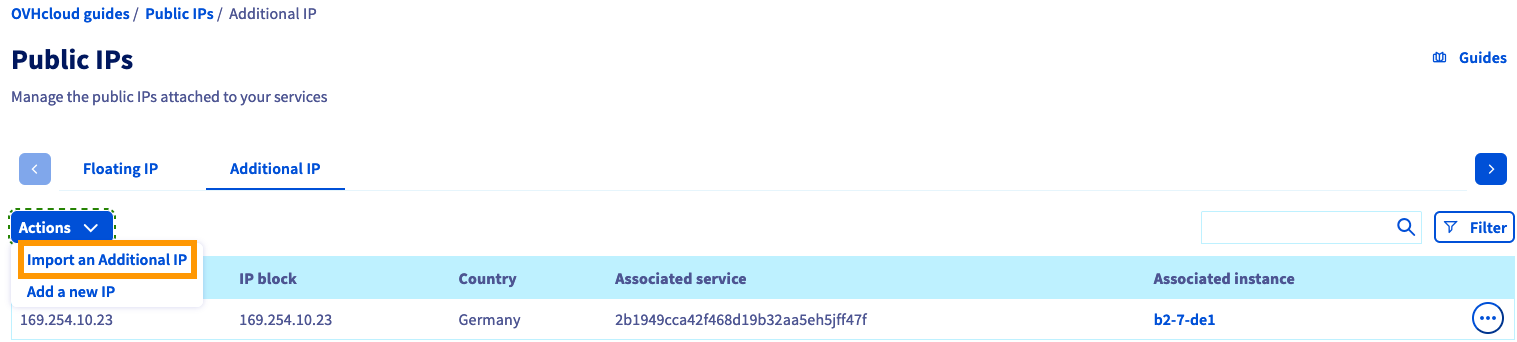 OVHcloud guides / Public IPs / Additional IP
Public IPs
Guides
Manage the public IPs attached to your services
Floating IP Additional IP
Actions
Filter
Import an Additional IP
Add a new IP
IP block Country Associated service Associated instance
169.254.10.23 169.254.10.23 Germany 2b1949cca42f468d19b32aa5eh5jff47f b2-7-de1